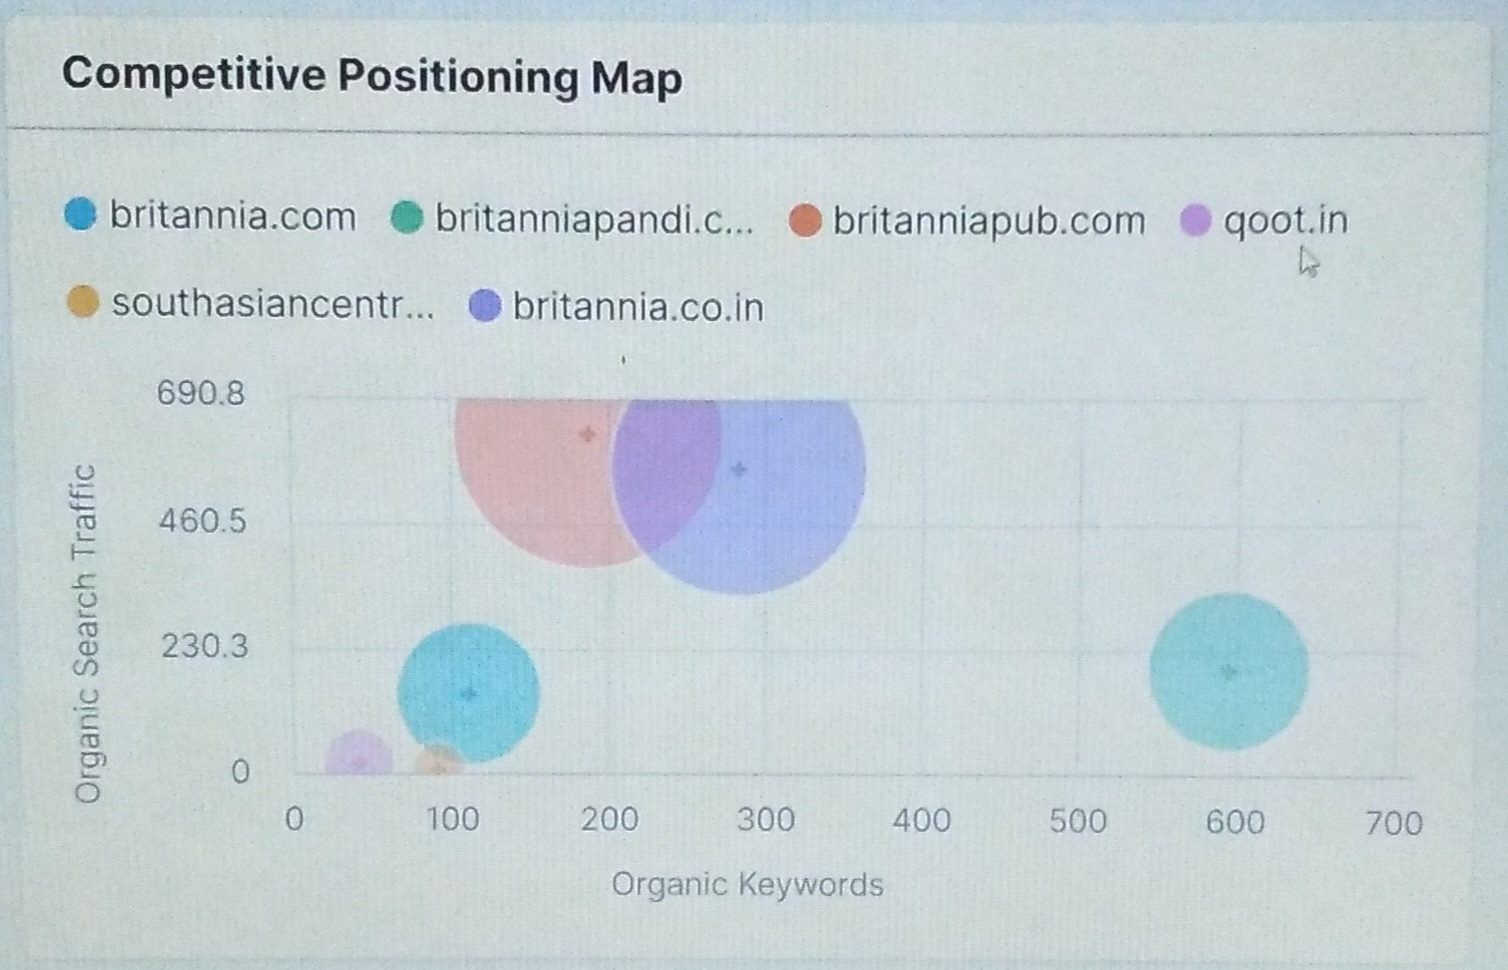 Competitive Positioning Map
britannia.com britanniapandi.c... britanniapub.com qoot.in
southasiancentr... britannia.co.in
690.8
460.5
230.3
0
Organic Search Traffic
0 100 200 300 400 500 600 700
Organic Keywords